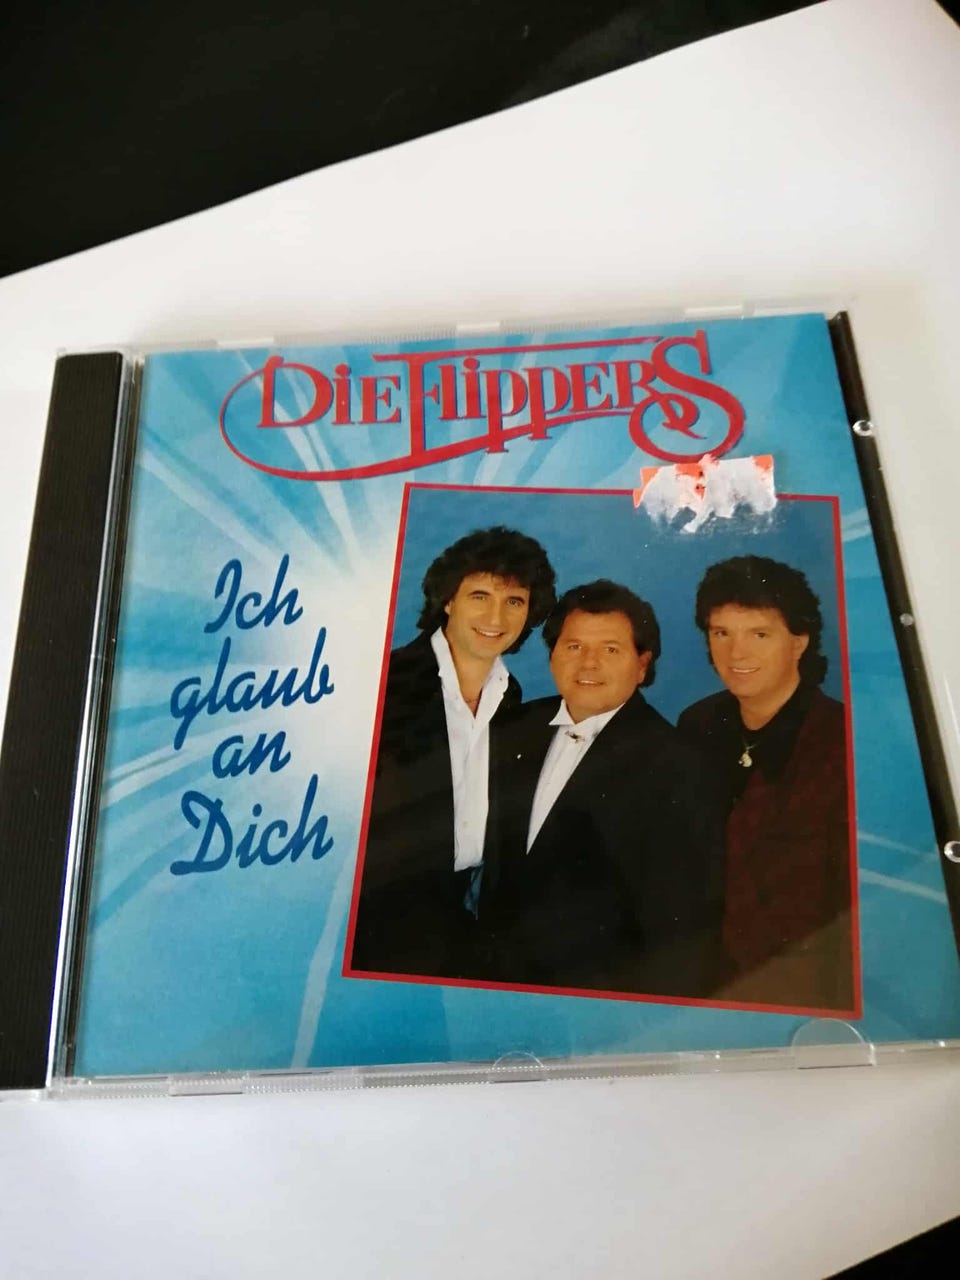 Die Flippers
Ich
glaub
an
Dich